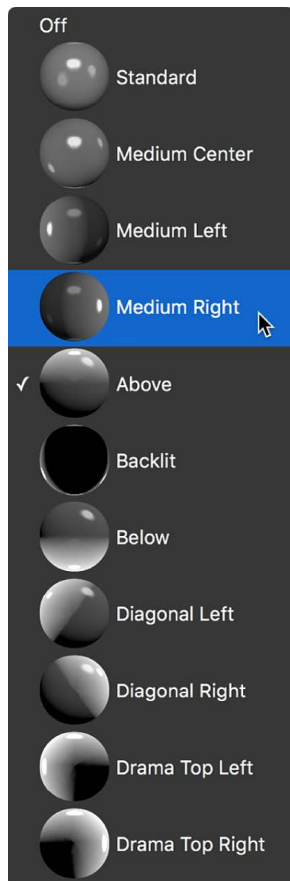 Off
Standard
Medium Center
Medium Left
Medium Right
✓ Above
Backlit
Below
Diagonal Left
Diagonal Right
Drama Top Left
Drama Top Right